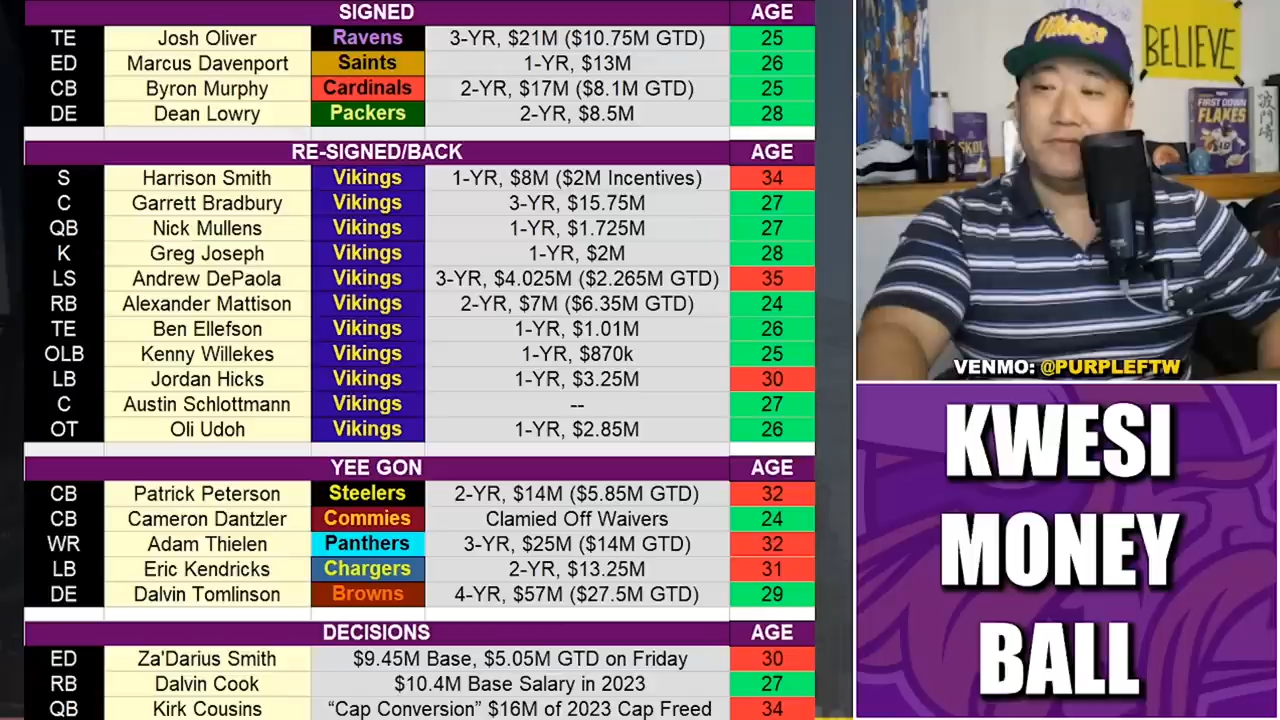 SIGNED AGE
TE Josh Oliver Ravens 3-YR, $21M ($10.75M GTD) 25
ED Marcus Davenport Saints 1-YR, $13M 26
CB Byron Murphy Cardinals 2-YR, $17M ($8.1M GTD) 25
DE Dean Lowry Packers 2-YR, $8.5M 28
RE-SIGNED/BACK AGE
S Harrison Smith Vikings 1-YR, $8M ($2M Incentives) 34
C Garrett Bradbury Vikings 3-YR, $15.75M 27
QB Nick Mullens Vikings 1-YR, $1.725M 27
K Greg Joseph Vikings 1-YR, $2M 28
LS Andrew DePaola Vikings 3-YR, $4.025M ($2.265M GTD) 35
RB Alexander Mattison Vikings 2-YR, $7M ($6.35M GTD) 24
TE Ben Ellefson Vikings 1-YR, $1.01M 26
OLB Kenny Willekes Vikings 1-YR, $870k 25
LB Jordan Hicks Vikings 1-YR, $3.25M 30
C Austin Schlottmann Vikings -- 27
OT Oli Udoh Vikings 1-YR, $2.85M 26
YEE GON AGE
CB Patrick Peterson Steelers 2-YR, $14M ($5.85M GTD) 32
CB Cameron Dantzler Commies Clamied Off Waivers 24
WR Adam Thielen Panthers 3-YR, $25M ($14M GTD) 32
LB Eric Kendricks Chargers 2-YR, $13.25M 31
DE Dalvin Tomlinson Browns 4-YR, $57M ($27.5M GTD) 29
DECISIONS AGE
ED Za'Darius Smith $9.45M Base, $5.05M GTD on Friday 30
RB Dalvin Cook $10.4M Base Salary in 2023 27
QB Kirk Cousins “Cap Conversion” $16M of 2023 Cap Freed 34
Vikings
BELIEVE
SKOL
FIRST DOWN
FLAKES
VENMO: @PURPLEFTW
KWESI
MONEY
BALL